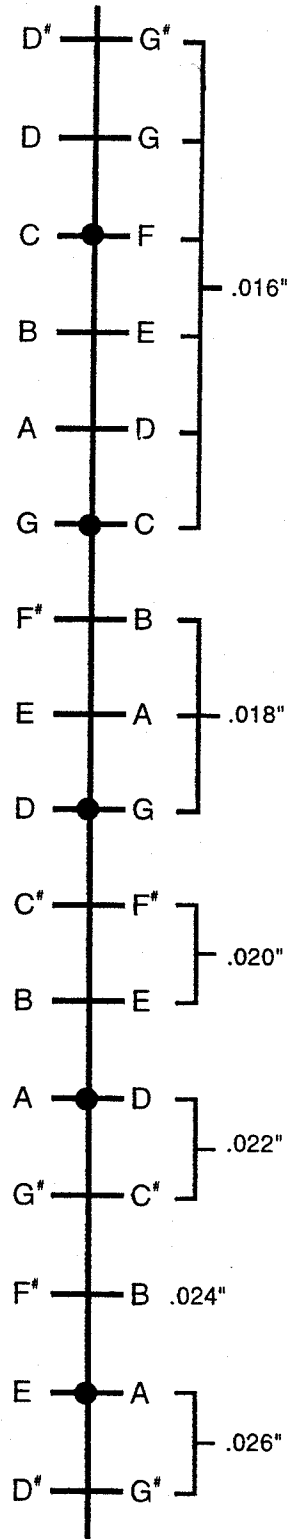 D# G#
D G
C F
.016"
B E
A D
G C
F# B
E A .018"
D G
C# F#
.020"
B E
A D
.022"
G# C#
F# B .024"
E A
.026"
D# G#